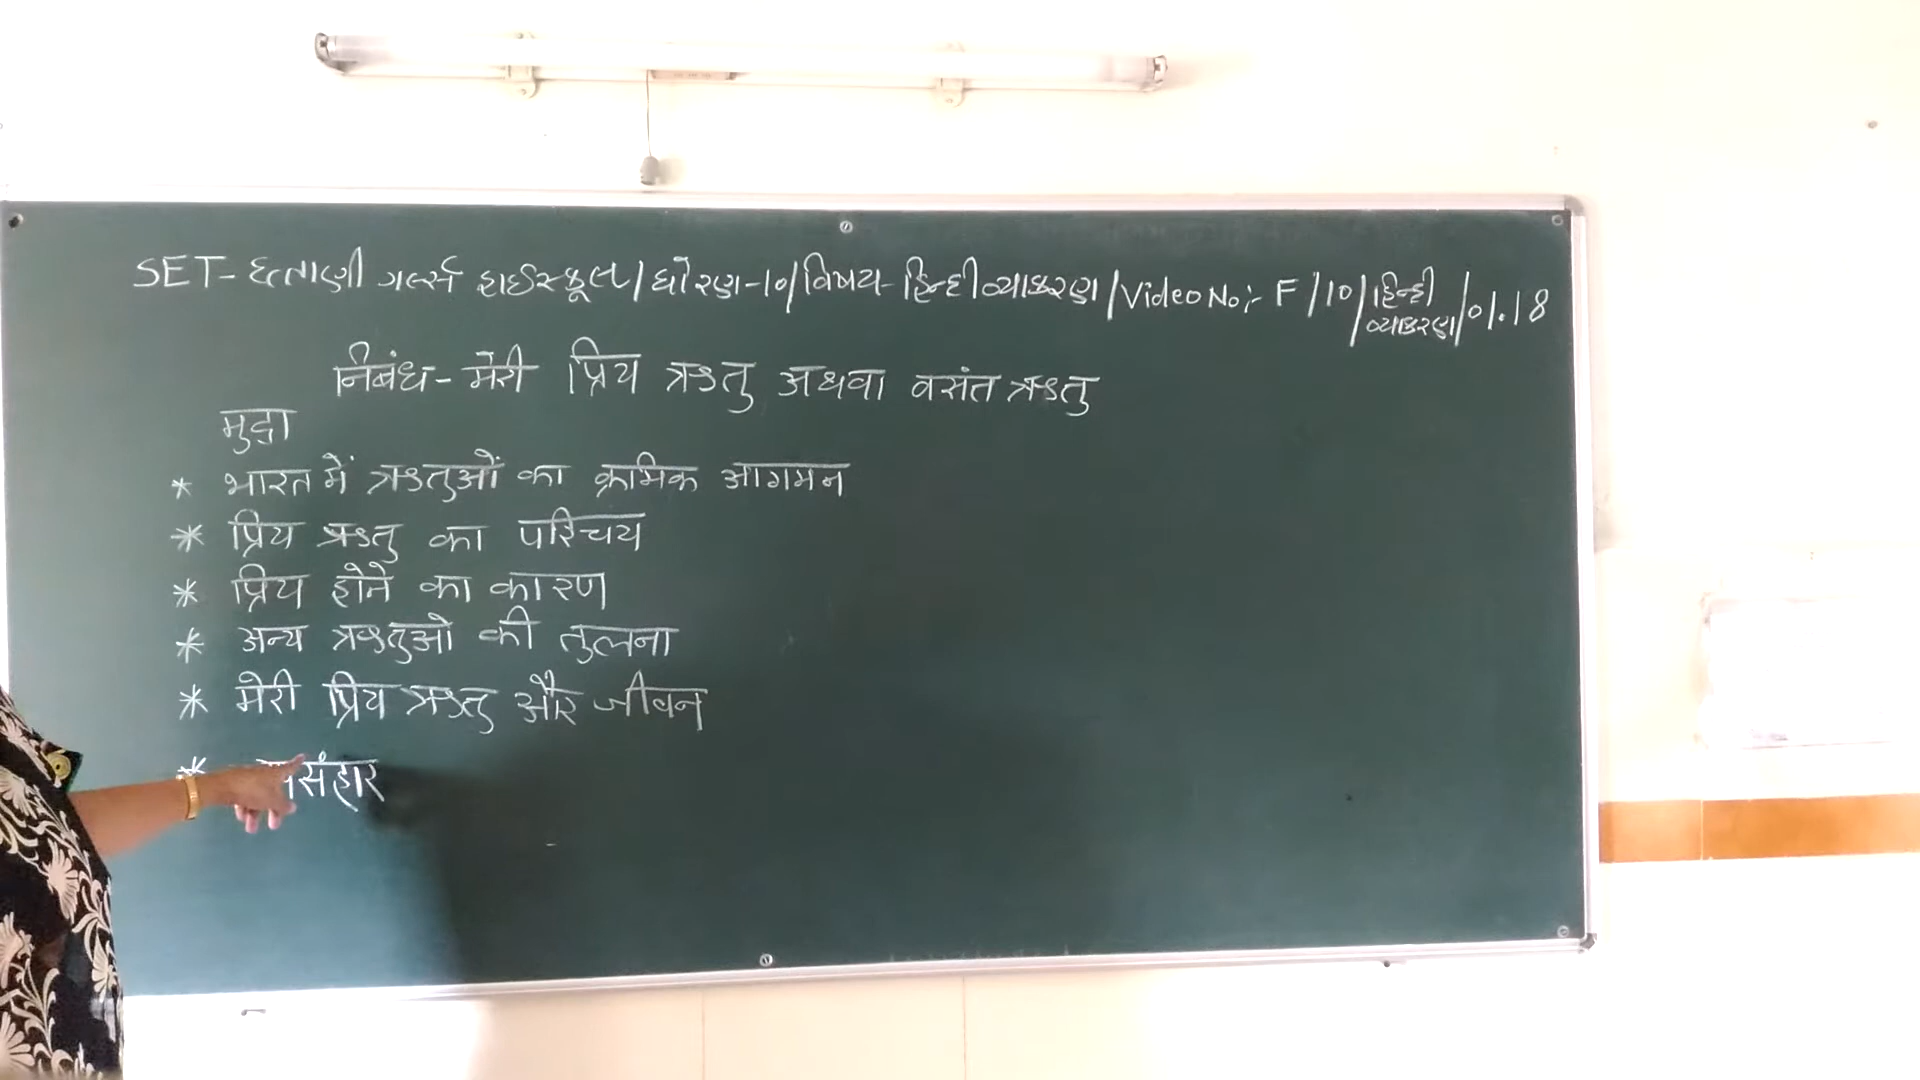 SET- દત્તાણી ગર્લ્સ હાઈસ્કૂલ/ધોરણ-૧૦/વિષય- હિન્દી વ્યાકરણ/Video No:- F/10/હિન્દી વ્યાકરણ/01.18
निबंध- मेरी प्रिय ऋतु अथवा वसंत ऋतु
मुद्दा
* भारत में ऋतुओं का क्रमिक आगमन
* प्रिय ऋतु का परिचय
* प्रिय होने का कारण
* अन्य ऋतुओ की तुलना
* मेरी प्रिय ऋतु और जीवन
*